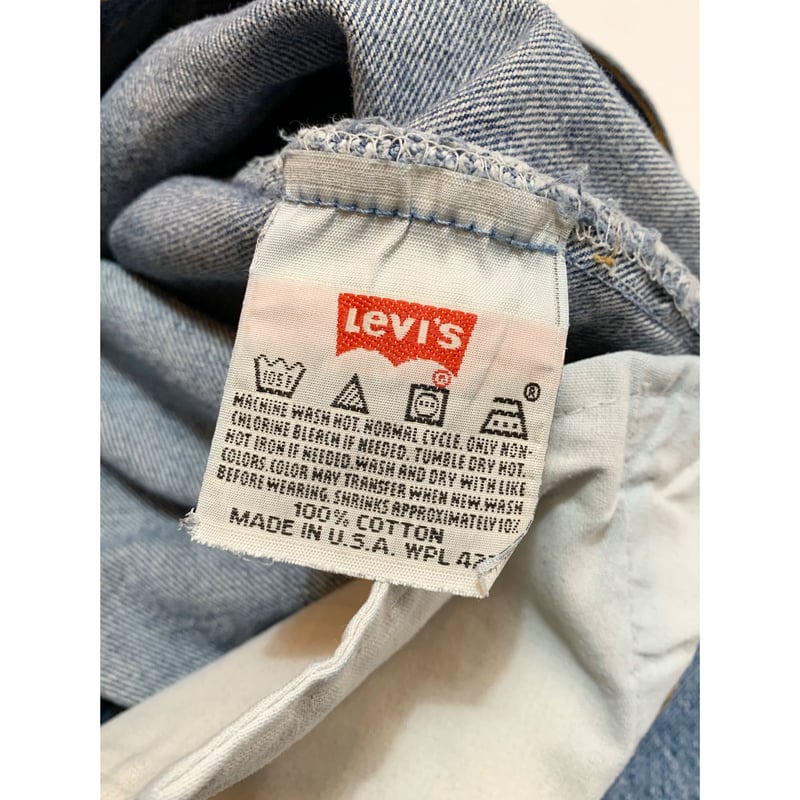 Levi's
®
105F
®
MACHINE WASH HOT. NORMAL CYCLE. ONLY NON-
CHLORINE BLEACH IF NEEDED. TUMBLE DRY HOT.
HOT IRON IF NEEDED. WASH AND DRY WITH LIKE
COLORS. COLOR MAY TRANSFER WHEN NEW. WASH
BEFORE WEARING. SHRINKS APPROXIMATELY 10%.
100% COTTON
MADE IN U.S.A. WPL